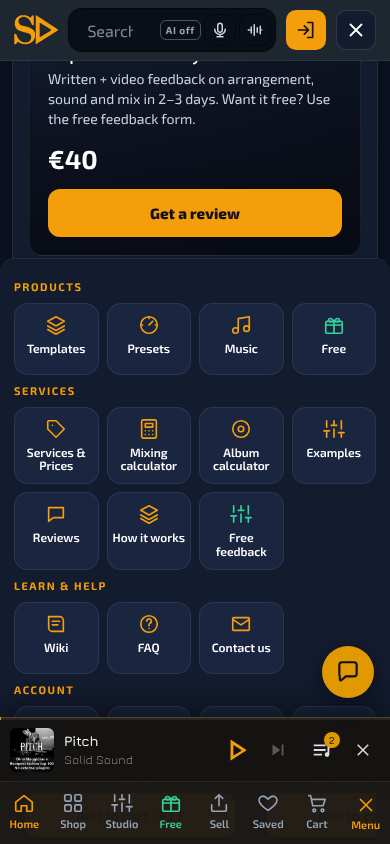 SD
Search
AI off
Written + video feedback on arrangement,
sound and mix in 2–3 days. Want it free? Use
the free feedback form.
€40
Get a review
PRODUCTS
Templates
Presets
Music
Free
SERVICES
Services &
Prices
Mixing
calculator
Album
calculator
Examples
Reviews
How it works
Free
feedback
LEARN & HELP
Wiki
FAQ
Contact us
ACCOUNT
PITCH
Pitch
Solid Sound
2
Home
Shop
Studio
Free
Sell
Saved
Cart
Menu